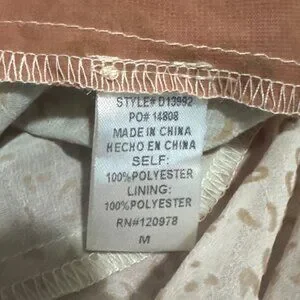 STYLE# D13992
PO# 14808
MADE IN CHINA
HECHO EN CHINA
SELF:
100%POLYESTER
LINING:
100%POLYESTER
RN#120978
M